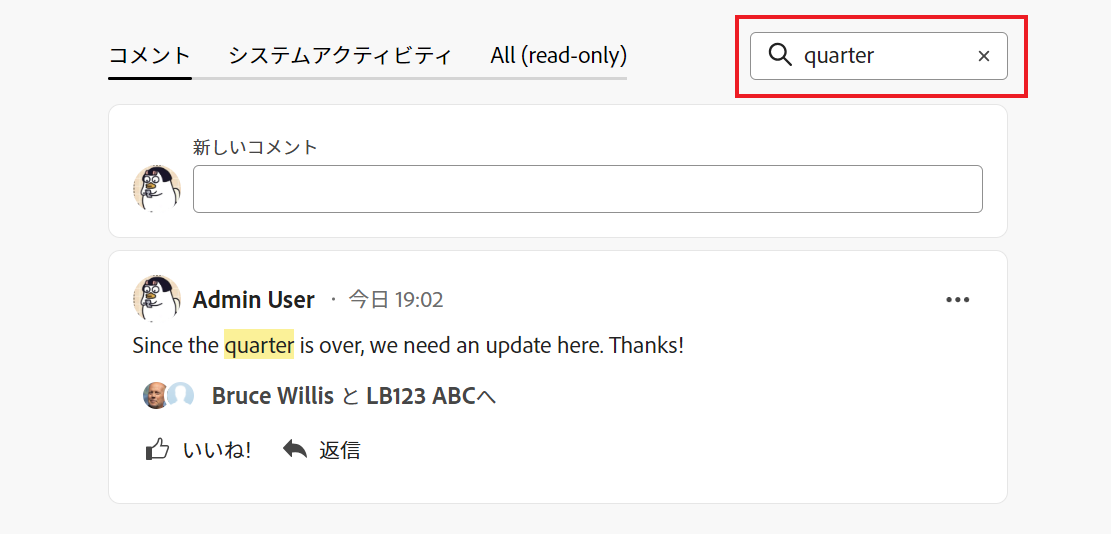 コメント システムアクティビティ All (read-only) quarter
新しいコメント
Admin User · 今日 19:02
Since the quarter is over, we need an update here. Thanks!
Bruce Willis と LB123 ABCへ
いいね! 返信